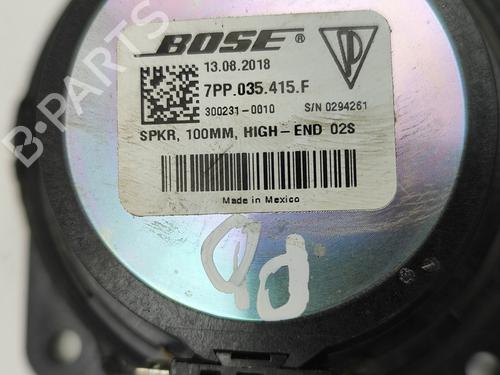 BOSE®
13.08.2018
7PP.035.415.F
300231-0010 S/N 0294261
SPKR, 100MM, HIGH-END 02S
Made in Mexico
B-PARTS